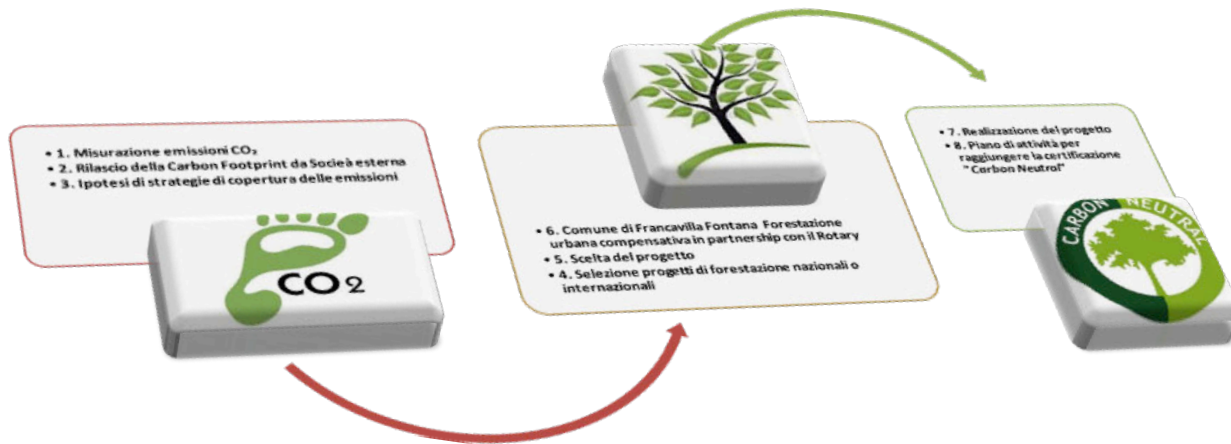 • 1. Misurazione emissioni CO₂
• 2. Rilascio della Carbon Footprint da Socieà esterna
• 3. Ipotesi di strategie di copertura delle emissioni
CO2
• 6. Comune di Francavilla Fontana Forestazione
urbana compensativa in partnership con il Rotary
• 5. Scelta del progetto
• 4. Selezione progetti di forestazione nazionali o
internazionali
• 7. Realizzazione del progetto
• 8. Piano di attività per
raggiungere la certificazione
" Carbon Neutral"
CARBON NEUTRAL